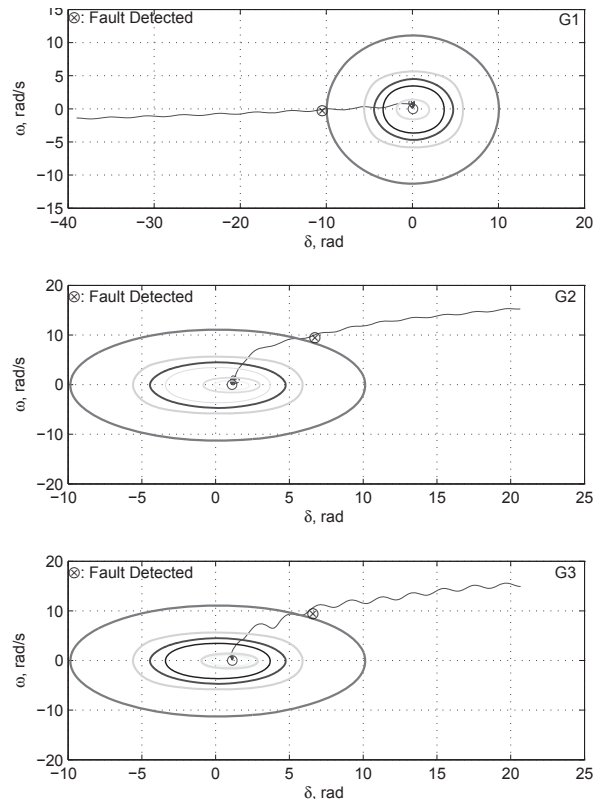 ⊗: Fault Detected G1
15
10
5
0
−5
−10
−15
ω, rad/s
−40 −30 −20 −10 0 10 20
δ, rad
⊗: Fault Detected G2
20
10
0
−10
−20
ω, rad/s
−10 −5 0 5 10 15 20 25
δ, rad
⊗: Fault Detected G3
20
10
0
−10
−20
ω, rad/s
−10 −5 0 5 10 15 20 25
δ, rad